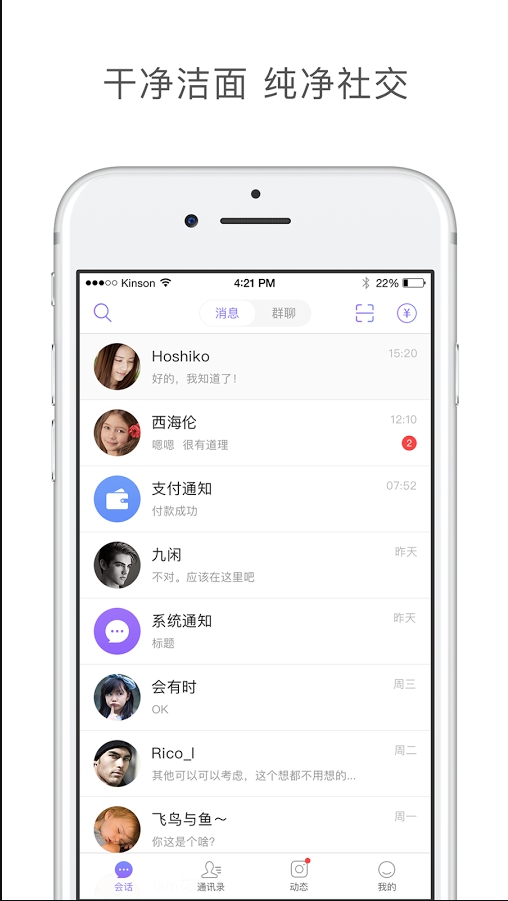 干净洁面 纯净社交
Kinson 4:21 PM 22%
消息 群聊 ¥
Hoshiko 15:20
好的，我知道了！
西海伦 12:10
嗯嗯 很有道理 2
支付通知 07:52
付款成功
九闲 昨天
不对。应该在这里吧
系统通知 昨天
标题
会有时 周三
OK
Rico_l 周二
其他可以可以考虑，这个想都不用想的...
飞鸟与鱼～ 周一
你这是个啥?
会话 通讯录 动态 我的